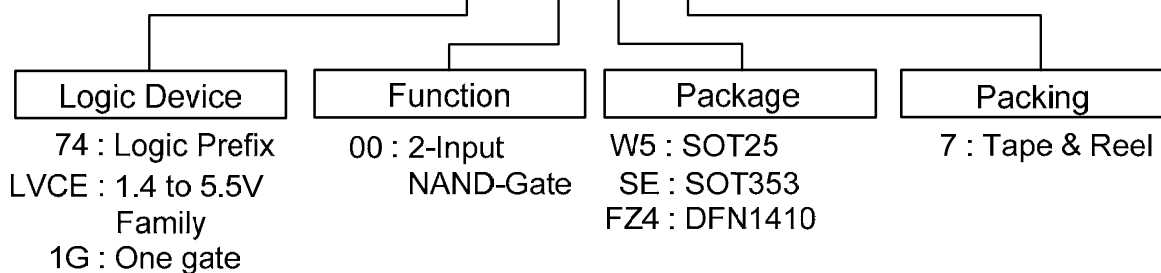 Logic Device
Function
Package
Packing
74 : Logic Prefix
LVCE : 1.4 to 5.5V
Family
1G : One gate
00 : 2-Input
NAND-Gate
W5 : SOT25
SE : SOT353
FZ4 : DFN1410
7 : Tape & Reel